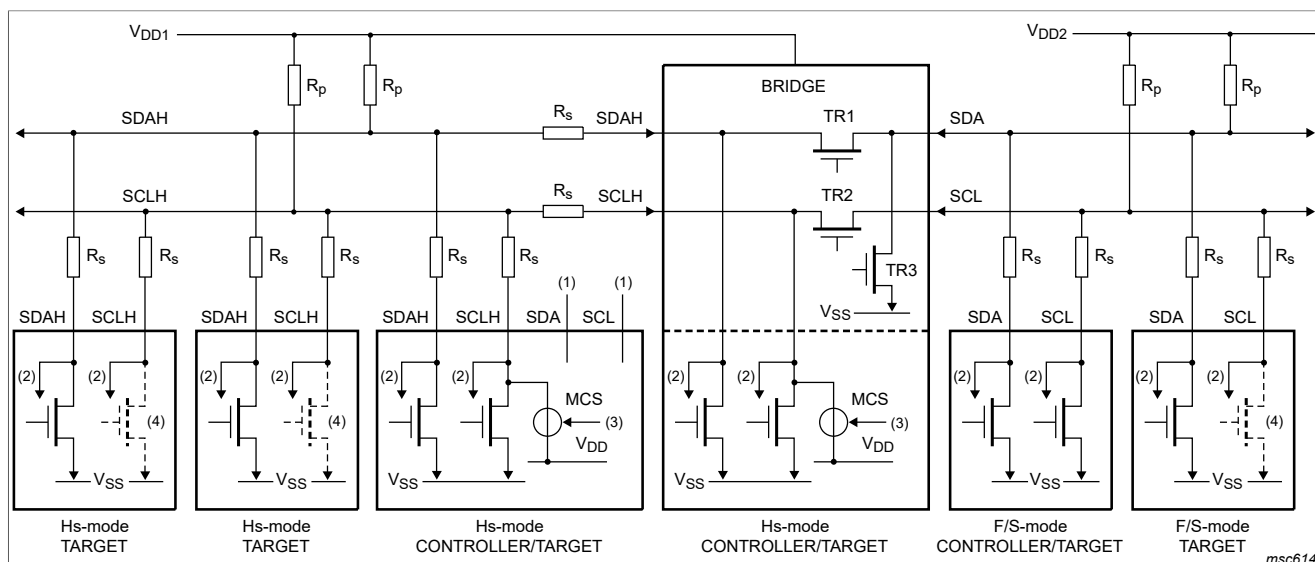 VDD1
VDD2
BRIDGE
Rp Rp Rp Rp
SDAH Rs SDAH TR1 SDA
SCLH Rs SCLH TR2 SCL
Rs Rs Rs Rs Rs Rs TR3 Rs Rs Rs Rs
(1) (1)
VSS
SDAH SCLH SDAH SCLH SDAH SCLH SDA SCL SDA SCL SDA SCL
(2) (2) (2) (2) (2) (2) (2) (2) (2) (2) (2) (2)
MCS MCS
(4) (4) (3) (3) (4)
VDD VDD
VSS VSS VSS VSS VSS VSS
Hs-mode Hs-mode Hs-mode Hs-mode F/S-mode F/S-mode
TARGET TARGET CONTROLLER/TARGET CONTROLLER/TARGET CONTROLLER/TARGET TARGET
msc614